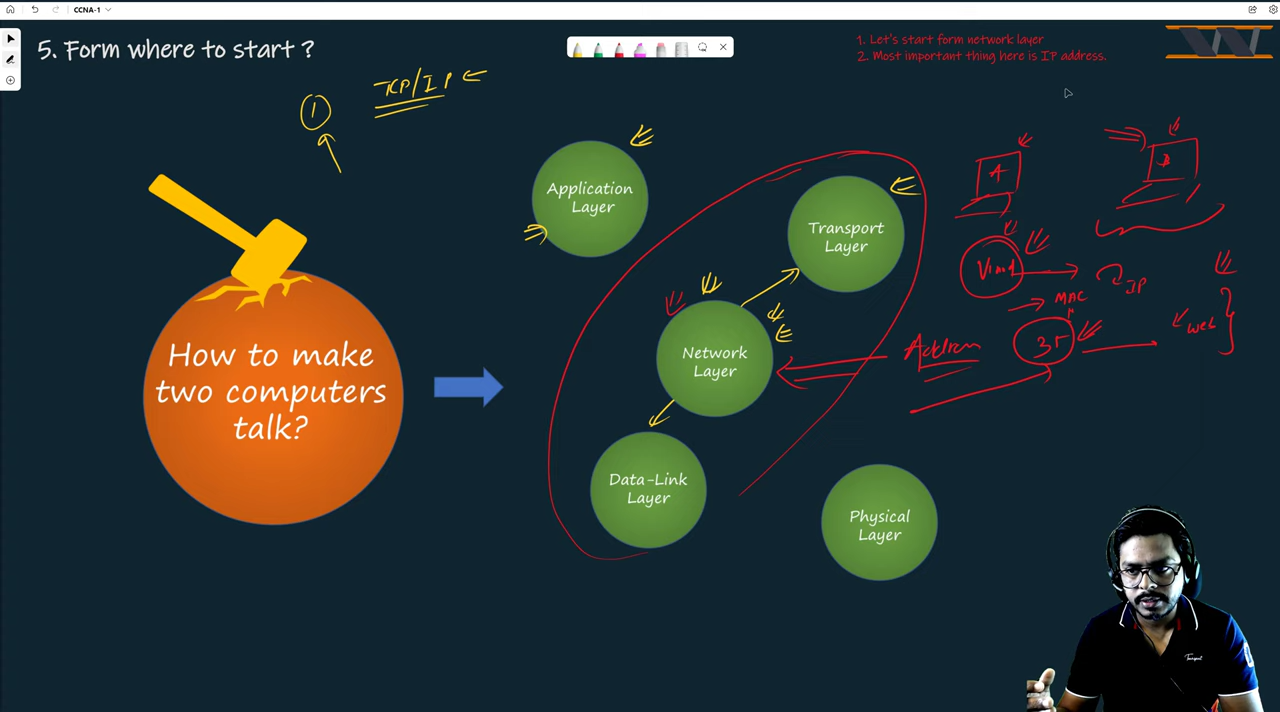 CCNA-1
5. Form where to start ?
1. Let's start form network layer
2. Most important thing here is IP address.
TCP/IP
1
Application
Layer
Transport
Layer
Network
Layer
Data-Link
Layer
Physical
Layer
How to make
two computers
talk?
A
B
IP
MAC
web